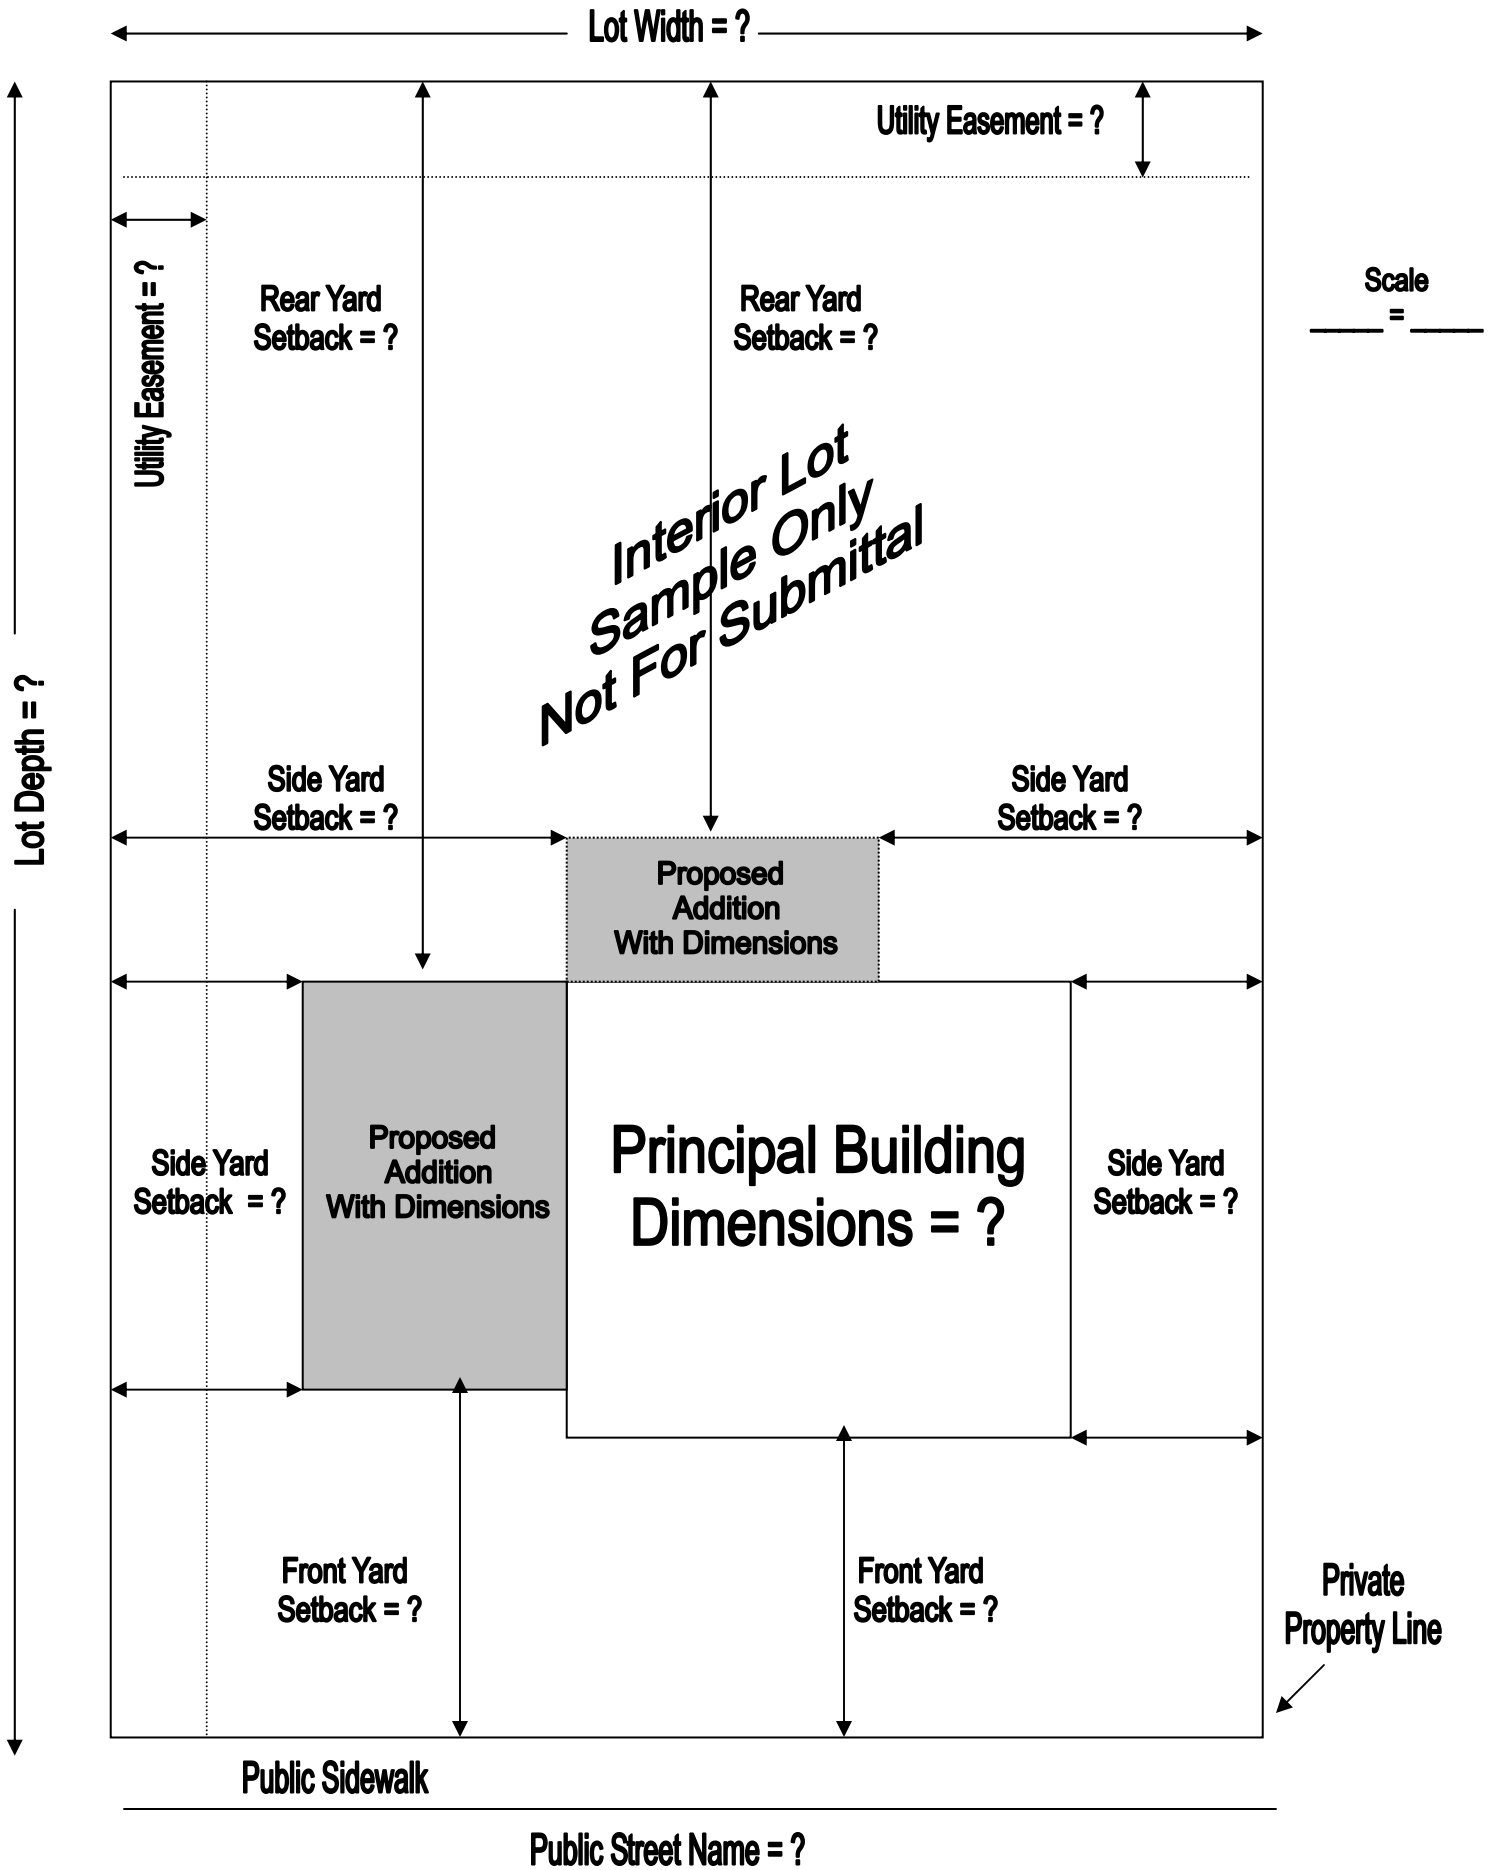 Lot Width = ?
Utility Easement = ?
Utility Easement = ?
Rear Yard
Setback = ?
Rear Yard
Setback = ?
Scale
_____ = _____
Interior Lot
Sample Only
Not For Submittal
Lot Depth = ?
Side Yard
Setback = ?
Side Yard
Setback = ?
Proposed
Addition
With Dimensions
Proposed
Addition
With Dimensions
Principal Building
Dimensions = ?
Side Yard
Setback = ?
Side Yard
Setback = ?
Front Yard
Setback = ?
Front Yard
Setback = ?
Private
Property Line
Public Sidewalk
Public Street Name = ?